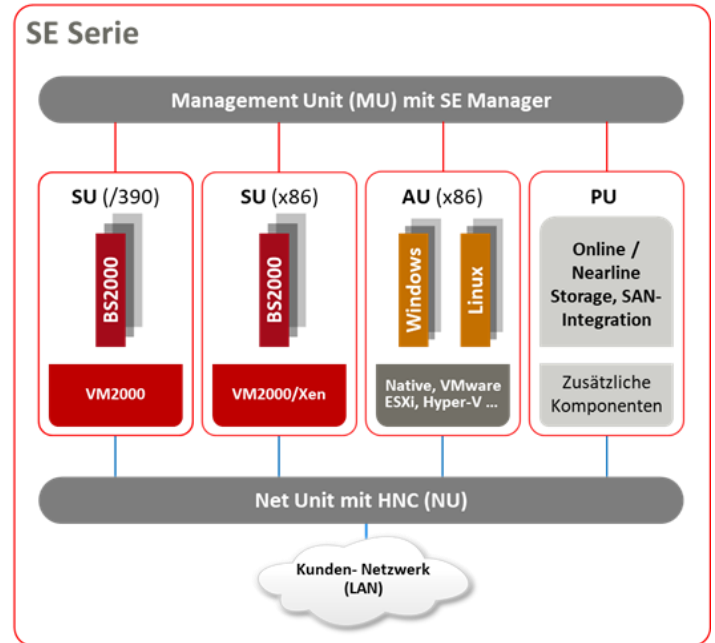 SE Serie
Management Unit (MU) mit SE Manager
SU (/390)
BS2000
VM2000
SU (x86)
BS2000
VM2000/Xen
AU (x86)
Windows
Linux
Native, VMware
ESXi, Hyper-V ...
PU
Online /
Nearline
Storage, SAN-
Integration
Zusätzliche
Komponenten
Net Unit mit HNC (NU)
Kunden- Netzwerk
(LAN)